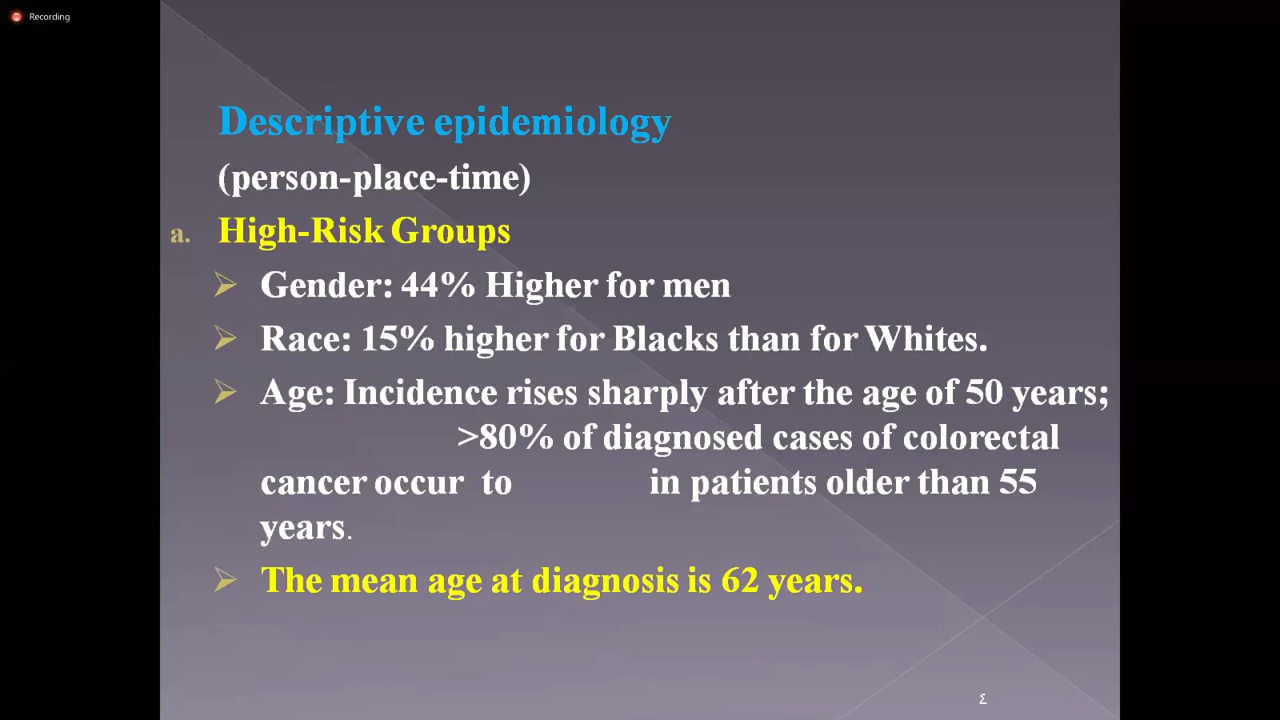 Recording
Descriptive epidemiology
(person-place-time)
a. High-Risk Groups
Gender: 44% Higher for men
Race: 15% higher for Blacks than for Whites.
Age: Incidence rises sharply after the age of 50 years;
>80% of diagnosed cases of colorectal
cancer occur to in patients older than 55
years.
The mean age at diagnosis is 62 years.
٤